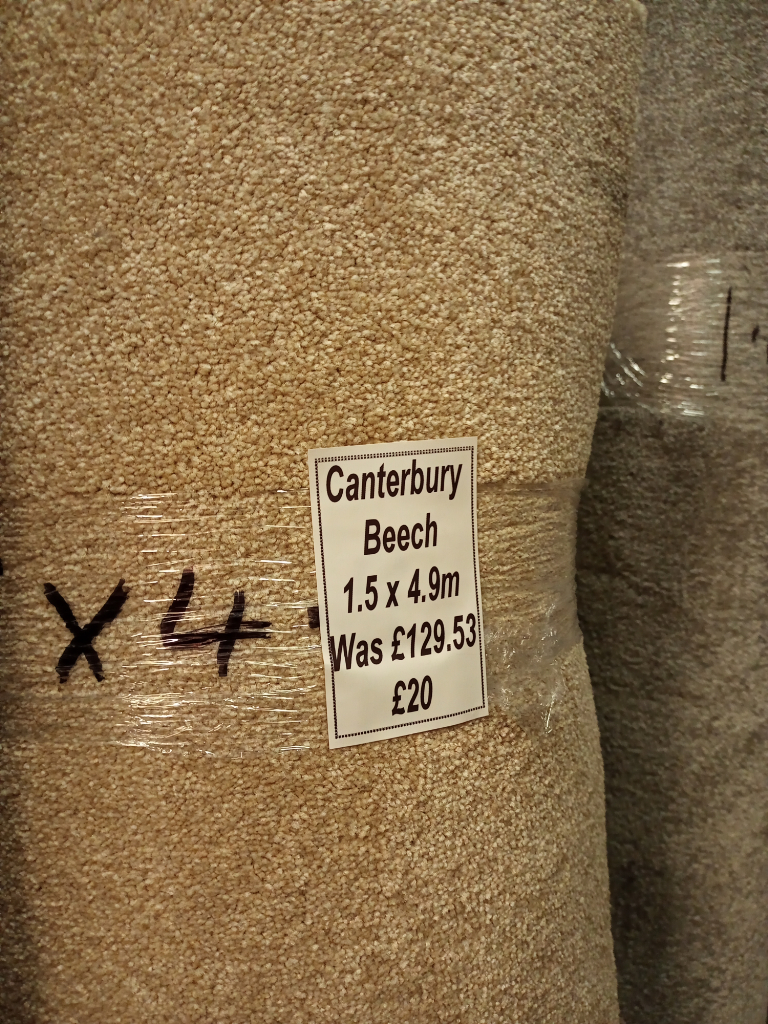 Canterbury
Beech
1.5 x 4.9m
Was £129.53
£20
x 4